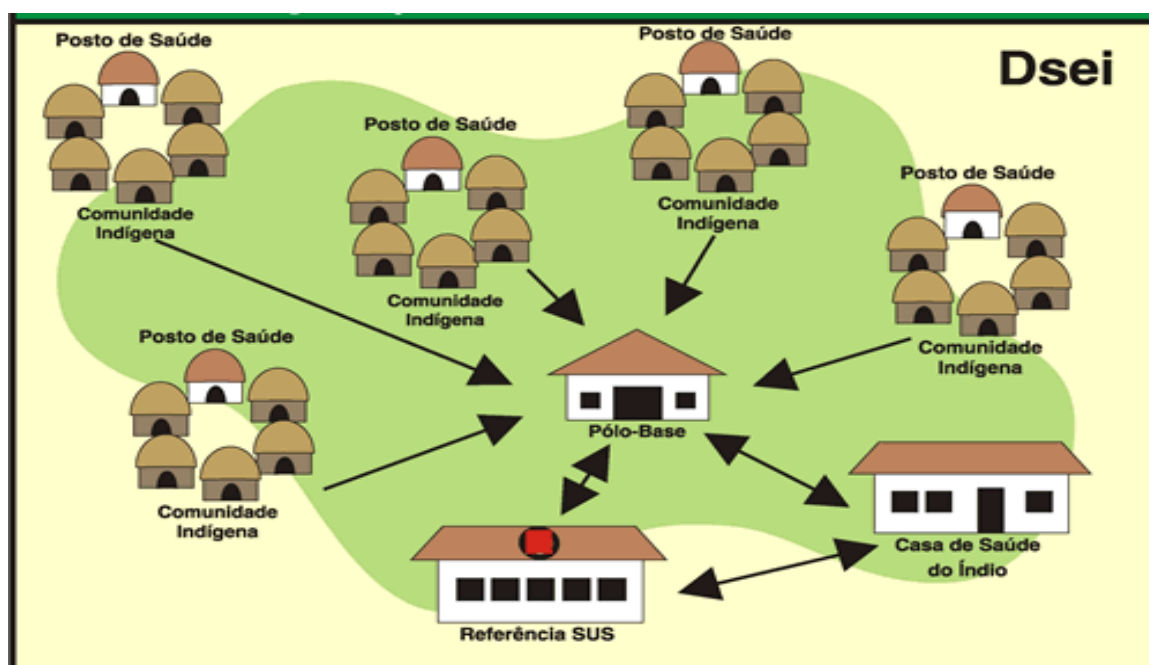 Dsei
Posto de Saúde
Comunidade
Indígena
Posto de Saúde
Comunidade
Indígena
Posto de Saúde
Comunidade
Indígena
Posto de Saúde
Comunidade
Indígena
Posto de Saúde
Comunidade
Indígena
Pólo-Base
Casa de Saúde
do Índio
Referência SUS